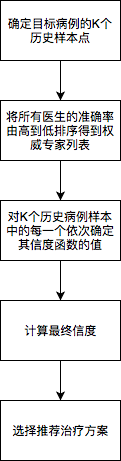 确定目标病例的K个
历史样本点
将所有医生的准确率
由高到低排序得到权
威专家列表
对K个历史病例样本
中的每一个依次确定
其信度函数的值
计算最终信度
选择推荐治疗方案